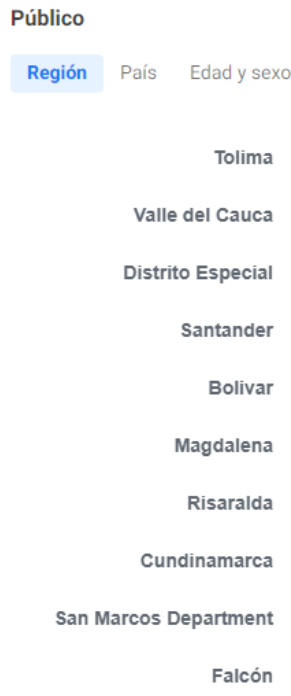 Público
Región País Edad y sexo
Tolima
Valle del Cauca
Distrito Especial
Santander
Bolivar
Magdalena
Risaralda
Cundinamarca
San Marcos Department
Falcón